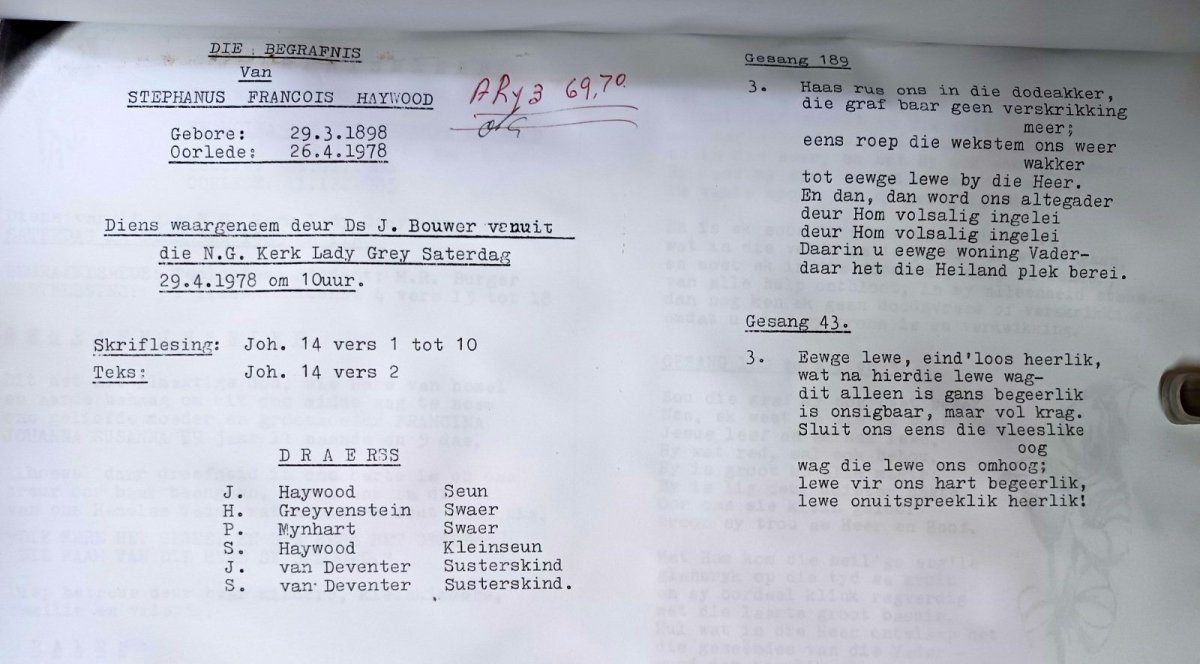 DIE BEGRAFNIS
Van
STEPHANUS FRANCOIS HAYWOOD
ARy 3 69,70
Gebore: 29.3.1898
Oorlede: 26.4.1978
Diens waargeneem deur Ds J. Bouwer vanuit
die N.G. Kerk Lady Grey Saterdag
29.4.1978 om 10uur.
Skriflesing: Joh. 14 vers 1 tot 10
Teks: Joh. 14 vers 2
D R A E R S
J. Haywood Seun
H. Greyvenstein Swaer
P. Mynhart Swaer
S. Haywood Kleinseun
J. van Deventer Susterskind
S. van Deventer Susterskind.
Gesang 189
3. Haas rus ons in die dodeakker,
die graf baar geen verskrikking
meer;
eens roep die wekstem ons weer
wakker
tot eewge lewe by die Heer.
En dan, dan word ons altegader
deur Hom volsalig ingelei
deur Hom volsalig ingelei
Daarin u eewge woning Vader-
daar het die Heiland plek berei.
Gesang 43.
3. Eewge lewe, eind'loos heerlik,
wat na hierdie lewe wag-
dit alleen is gans begeerlik
is onsigbaar, maar vol krag.
Sluit ons eens die vleeslike
oog
wag die lewe ons omhoog;
lewe vir ons hart begeerlik,
lewe onuitspreeklik heerlik!